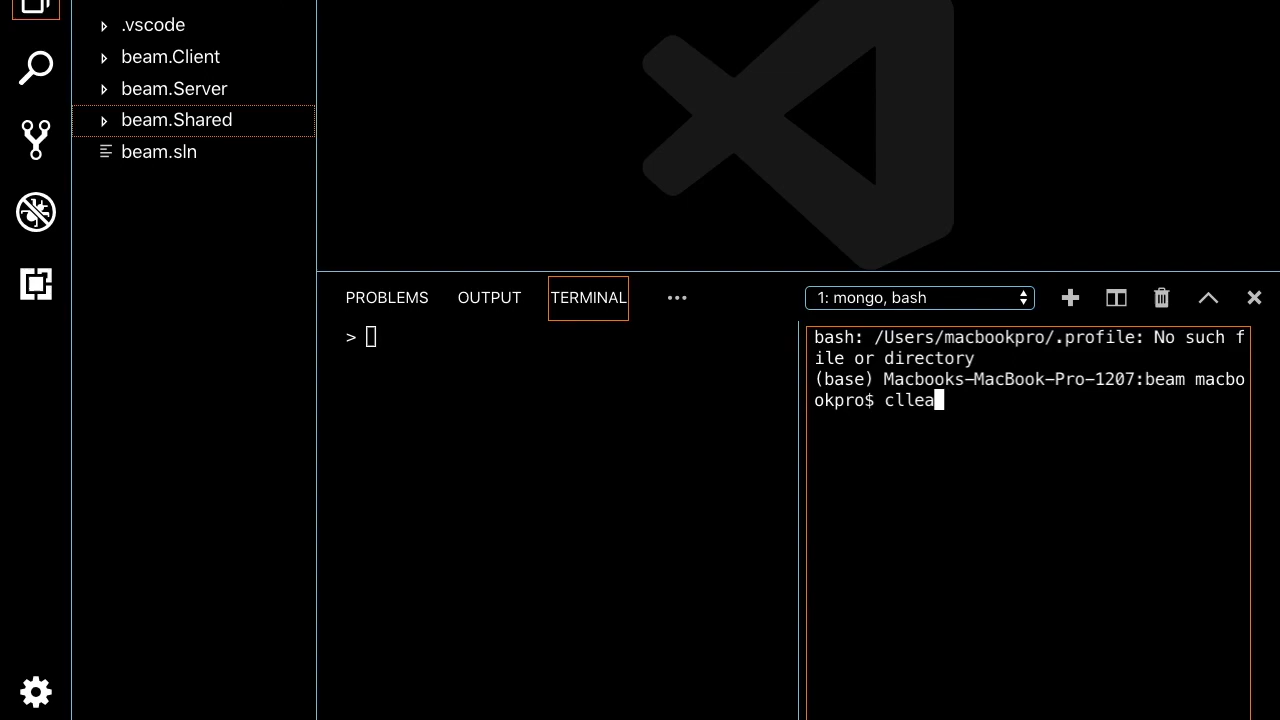 .vscode
beam.Client
beam.Server
beam.Shared
beam.sln
PROBLEMS OUTPUT TERMINAL ••• 1: mongo, bash
>
bash: /Users/macbookpro/.profile: No such f
ile or directory
(base) Macbooks-MacBook-Pro-1207:beam macbo
okpro$ cllea